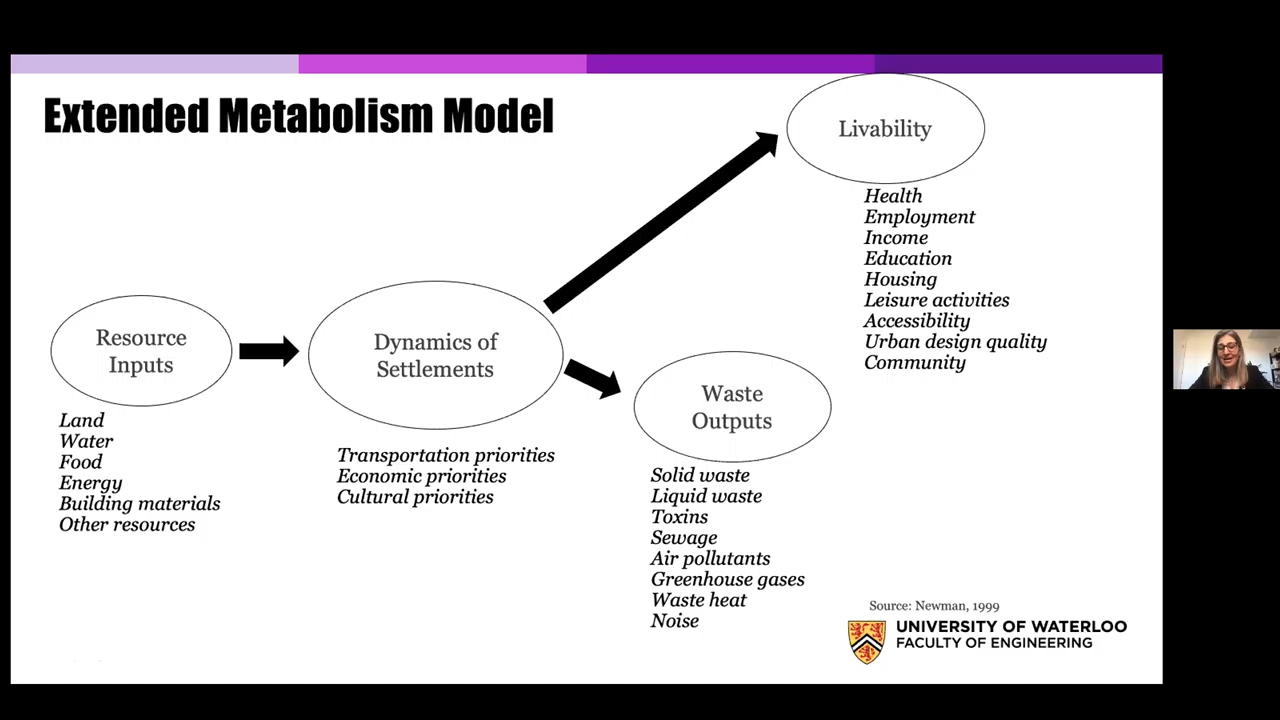 Extended Metabolism Model
Livability
Health
Employment
Income
Education
Housing
Leisure activities
Accessibility
Urban design quality
Community
Resource
Inputs
Land
Water
Food
Energy
Building materials
Other resources
Dynamics of
Settlements
Transportation priorities
Economic priorities
Cultural priorities
Waste
Outputs
Solid waste
Liquid waste
Toxins
Sewage
Air pollutants
Greenhouse gases
Waste heat
Noise
Source: Newman, 1999
UNIVERSITY OF WATERLOO
FACULTY OF ENGINEERING